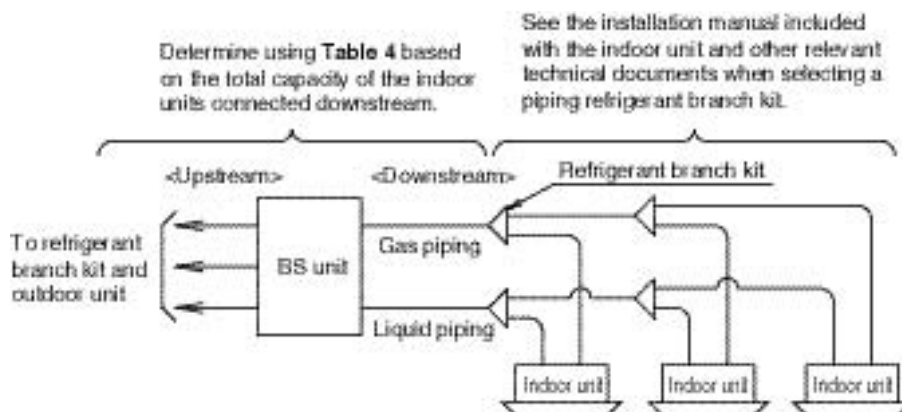 Determine using Table 4 based
on the total capacity of the indoor
units connected downstream.
See the installation manual included
with the indoor unit and other relevant
technical documents when selecting a
piping refrigerant branch kit.
<Upstream>
<Downstream>
Refrigerant branch kit
To refrigerant
branch kit and
outdoor unit
BS unit
Gas piping
Liquid piping
Indoor unit
Indoor unit
Indoor unit